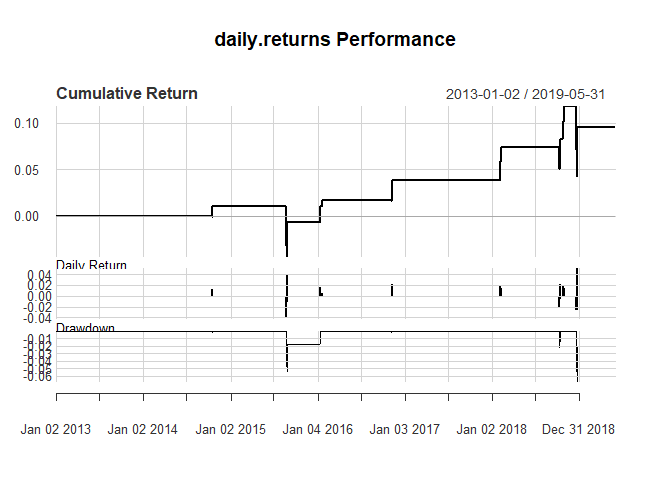 daily.returns Performance
Cumulative Return 2013-01-02 / 2019-05-31
0.10
0.05
0.00
Daily Return
0.04
0.02
0.00
-0.02
-0.04
Drawdown
-0.01
-0.02
-0.03
-0.04
-0.05
-0.06
Jan 02 2013 Jan 02 2014 Jan 02 2015 Jan 04 2016 Jan 03 2017 Jan 02 2018 Dec 31 2018